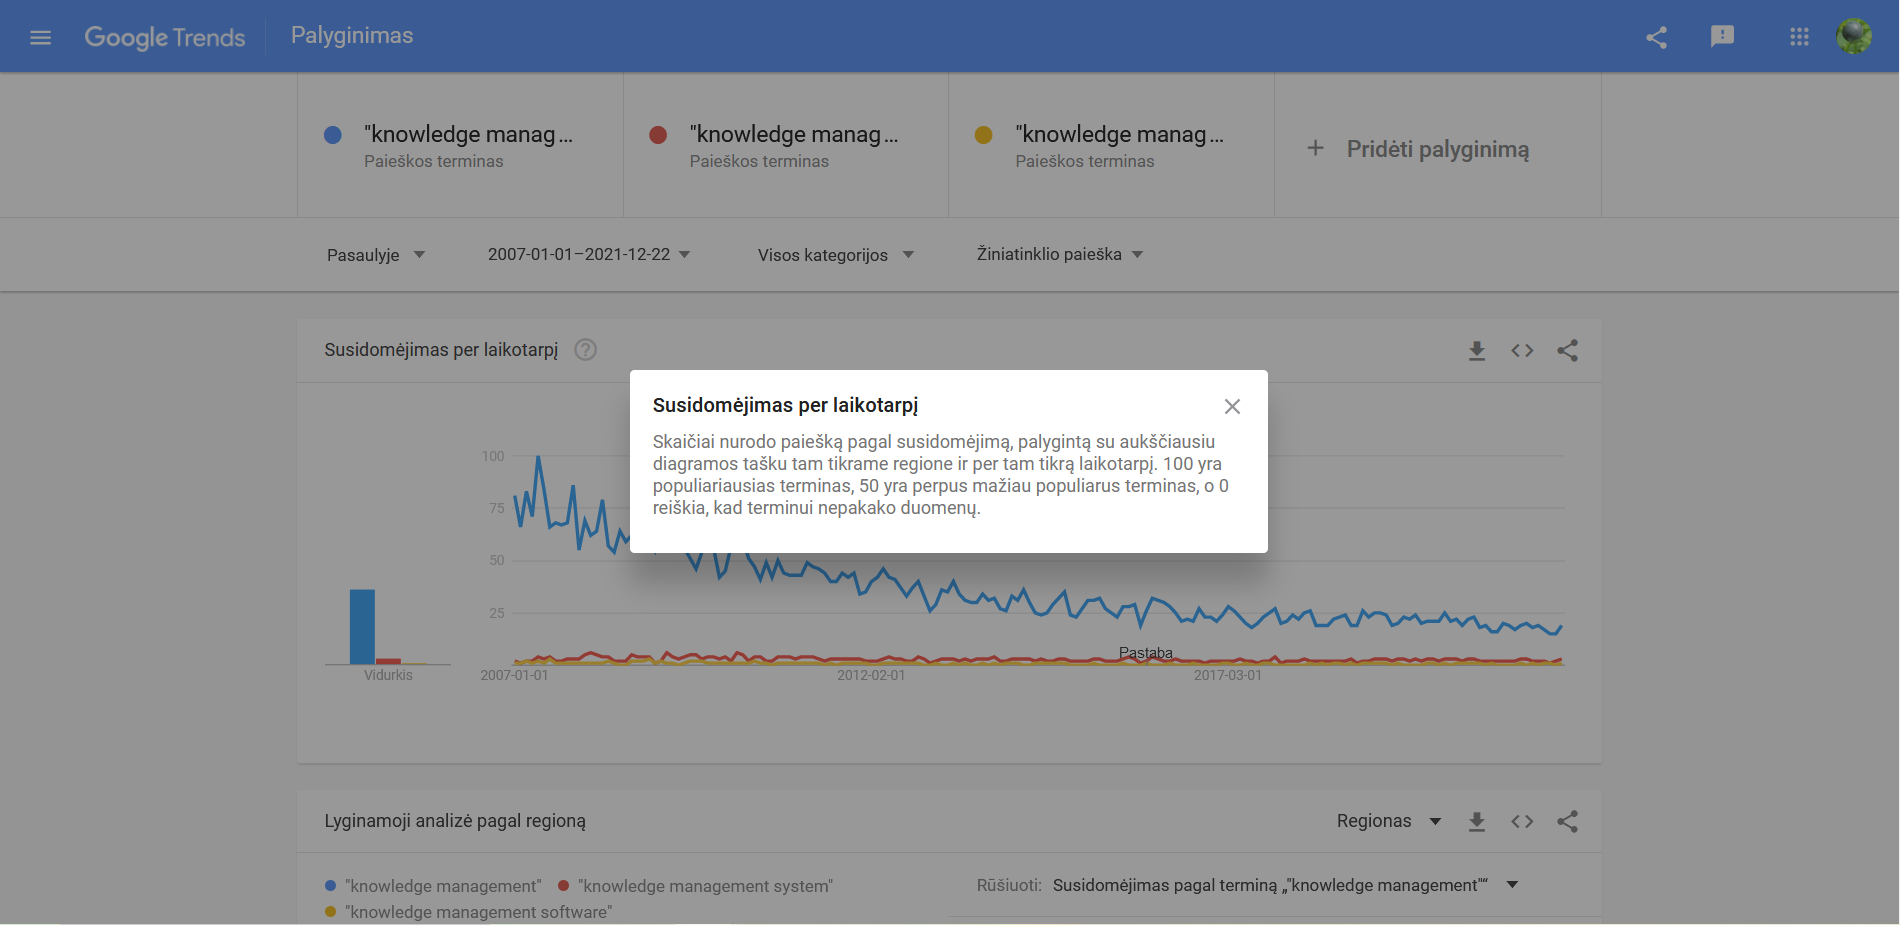 Google Trends
Palyginimas
"knowledge manag...
Paieškos terminas
"knowledge manag...
Paieškos terminas
"knowledge manag...
Paieškos terminas
+ Pridėti palyginimą
Pasaulyje
2007-01-01–2021-12-22
Visos kategorijos
Žiniatinklio paieška
Susidomėjimas per laikotarpį ?
Susidomėjimas per laikotarpį
Skaičiai nurodo paiešką pagal susidomėjimą, palygintą su aukščiausiu
diagramos tašku tam tikrame regione ir per tam tikrą laikotarpį. 100 yra
populiariausias terminas, 50 yra perpus mažiau populiarus terminas, o 0
reiškia, kad terminui nepakako duomenų.
100
75
50
25
Pastaba
Vidurkis
2007-01-01
2012-02-01
2017-03-01
Lyginamoji analizė pagal regioną
Regionas
"knowledge management"
"knowledge management system"
"knowledge management software"
Rūšiuoti: Susidomėjimas pagal terminą „"knowledge management"“